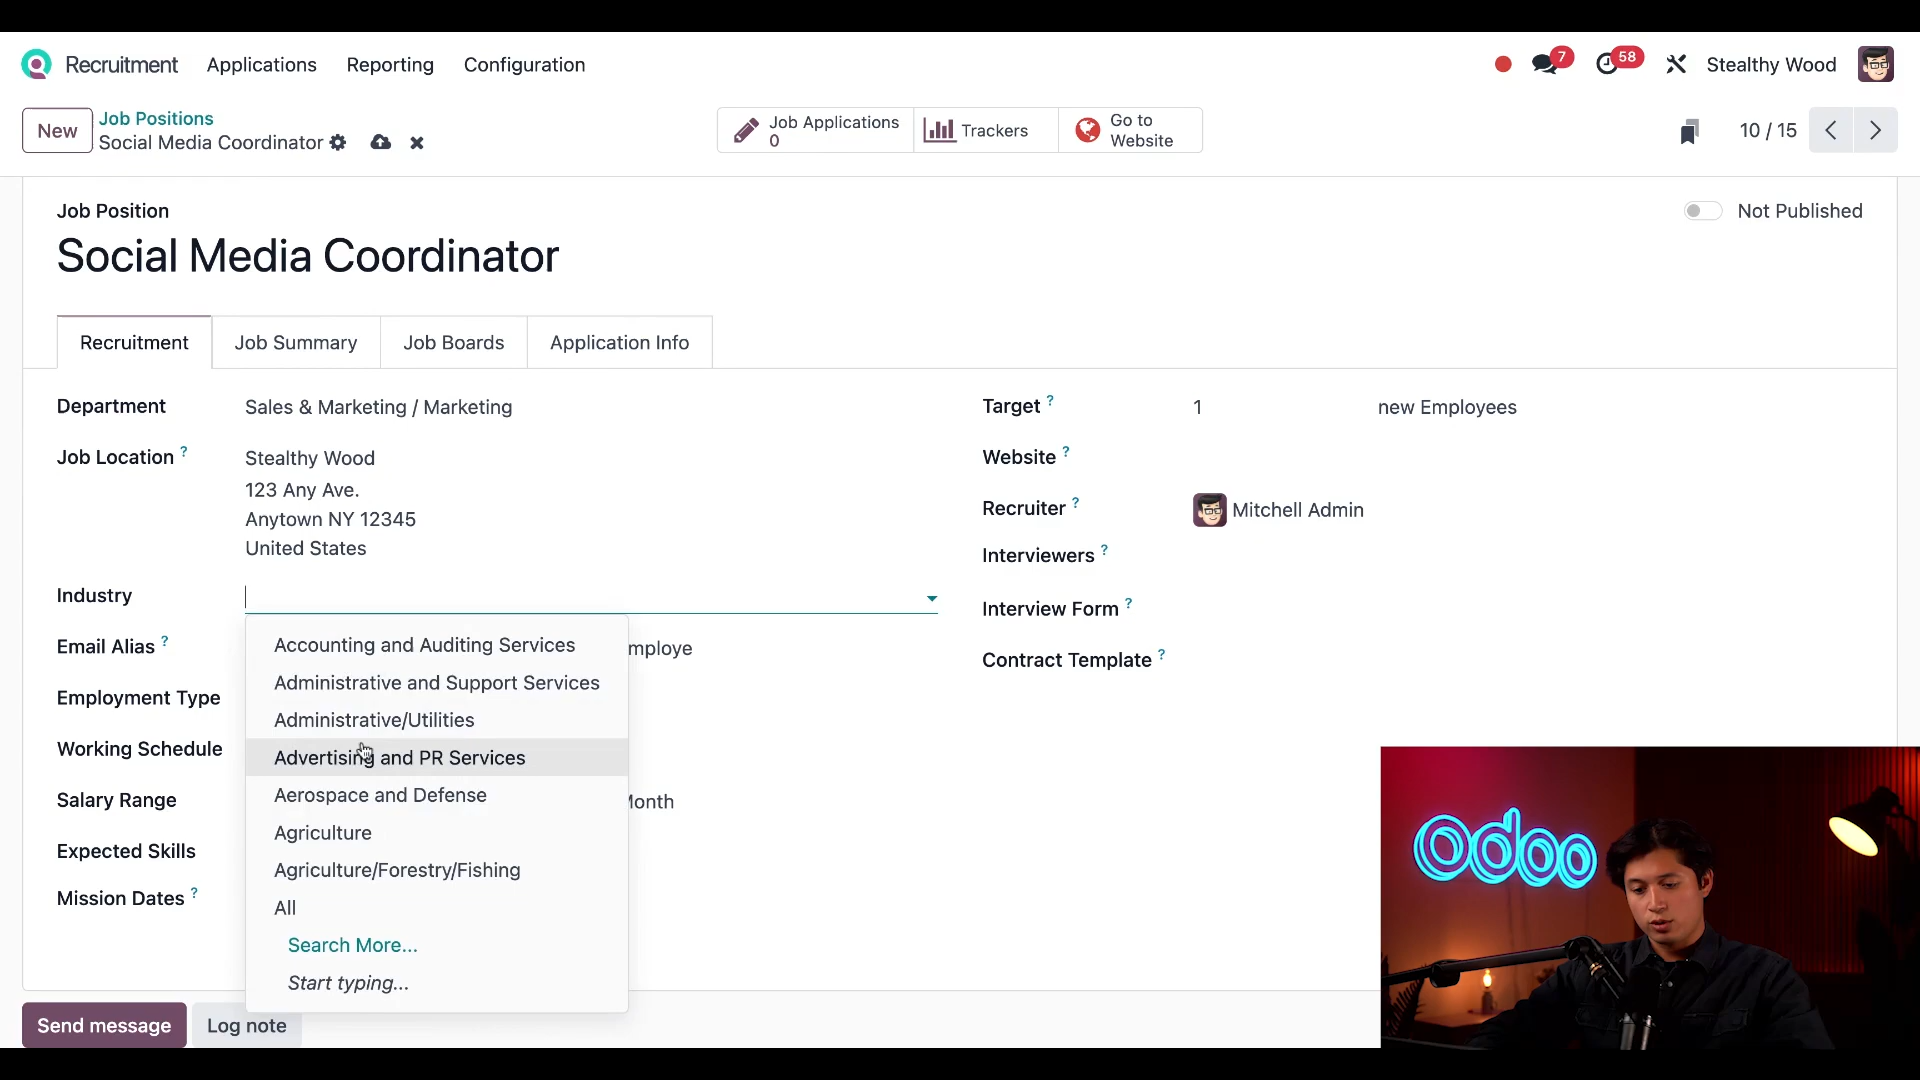 Recruitment Applications Reporting Configuration 7 58 Stealthy Wood
New Job Positions
Social Media Coordinator
Job Applications
0
Trackers
Go to
Website
10 / 15
Job Position
Not Published
Social Media Coordinator
Recruitment Job Summary Job Boards Application Info
Department Sales & Marketing / Marketing
Job Location ? Stealthy Wood
123 Any Ave.
Anytown NY 12345
United States
Industry
Accounting and Auditing Services
Administrative and Support Services
Administrative/Utilities
Advertising and PR Services
Aerospace and Defense
Agriculture
Agriculture/Forestry/Fishing
All
Search More...
Start typing...
Email Alias ? mploye
Employment Type
Working Schedule
Salary Range Month
Expected Skills
Mission Dates ?
Target ? 1 new Employees
Website ?
Recruiter ? Mitchell Admin
Interviewers ?
Interview Form ?
Contract Template ?
odoo
Send message Log note